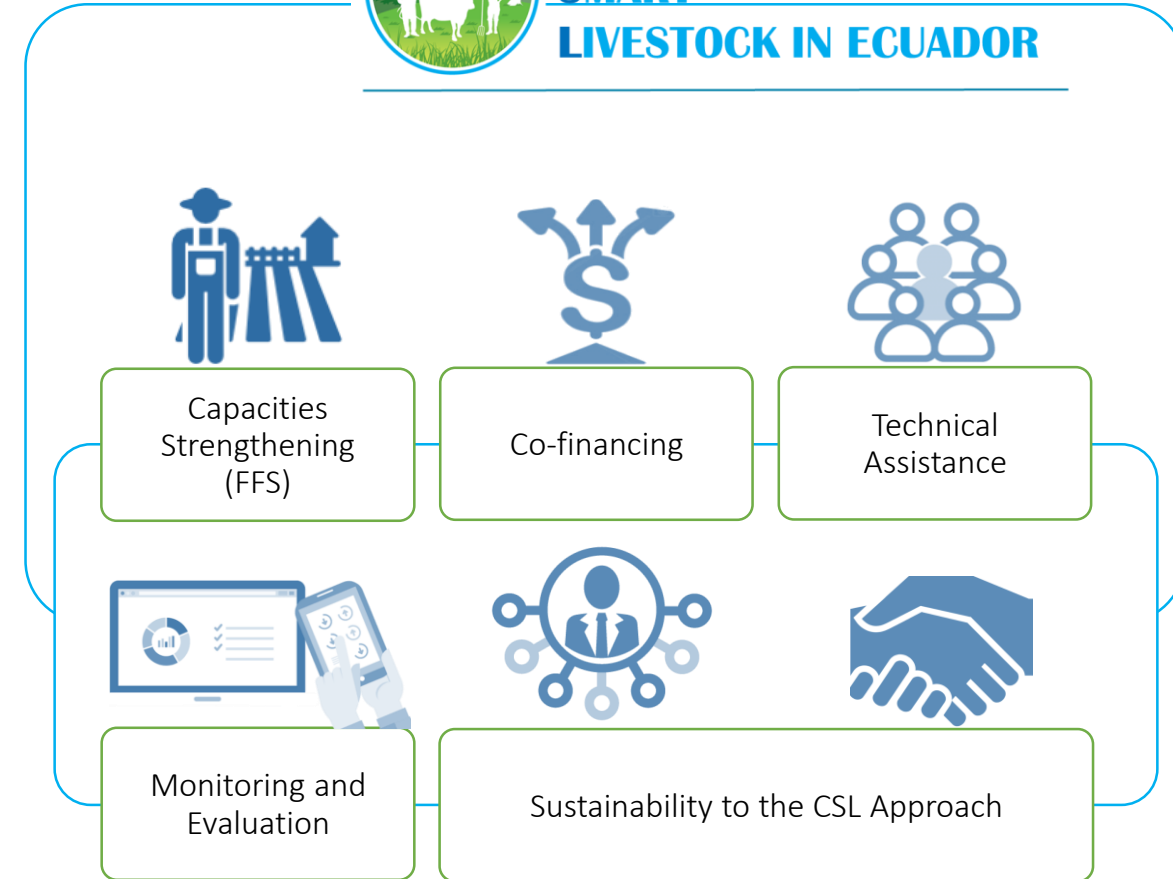 LIVESTOCK IN ECUADOR
Capacities
Strengthening
(FFS)
Co-financing
Technical
Assistance
Monitoring and
Evaluation
Sustainability to the CSL Approach